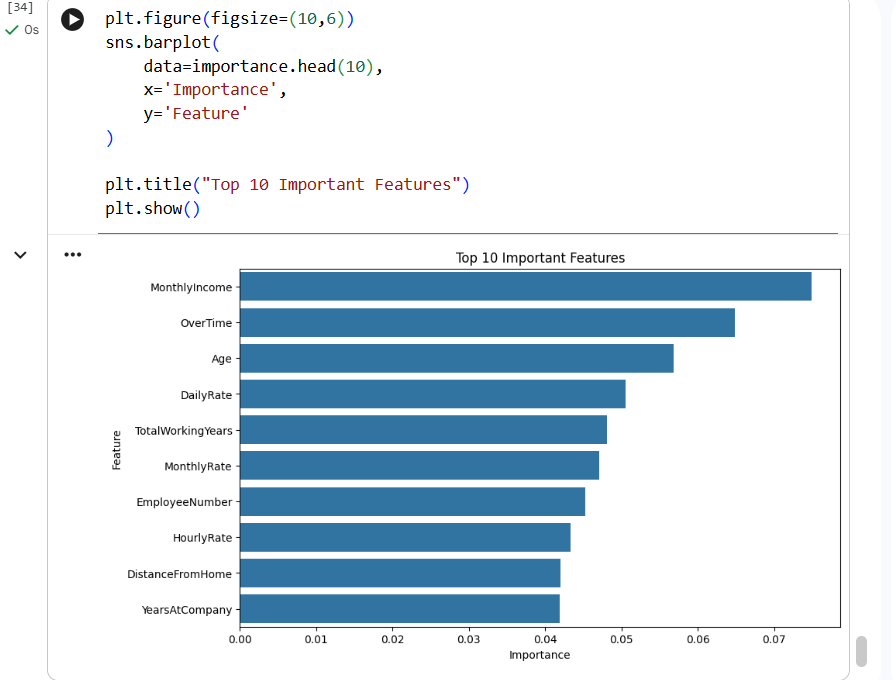 [34]
0s
plt.figure(figsize=(10,6))
sns.barplot(
    data=importance.head(10),
    x='Importance',
    y='Feature'
)
plt.title("Top 10 Important Features")
plt.show()
Top 10 Important Features
MonthlyIncome
OverTime
Age
DailyRate
TotalWorkingYears
MonthlyRate
EmployeeNumber
HourlyRate
DistanceFromHome
YearsAtCompany
Feature
0.00 0.01 0.02 0.03 0.04 0.05 0.06 0.07
Importance